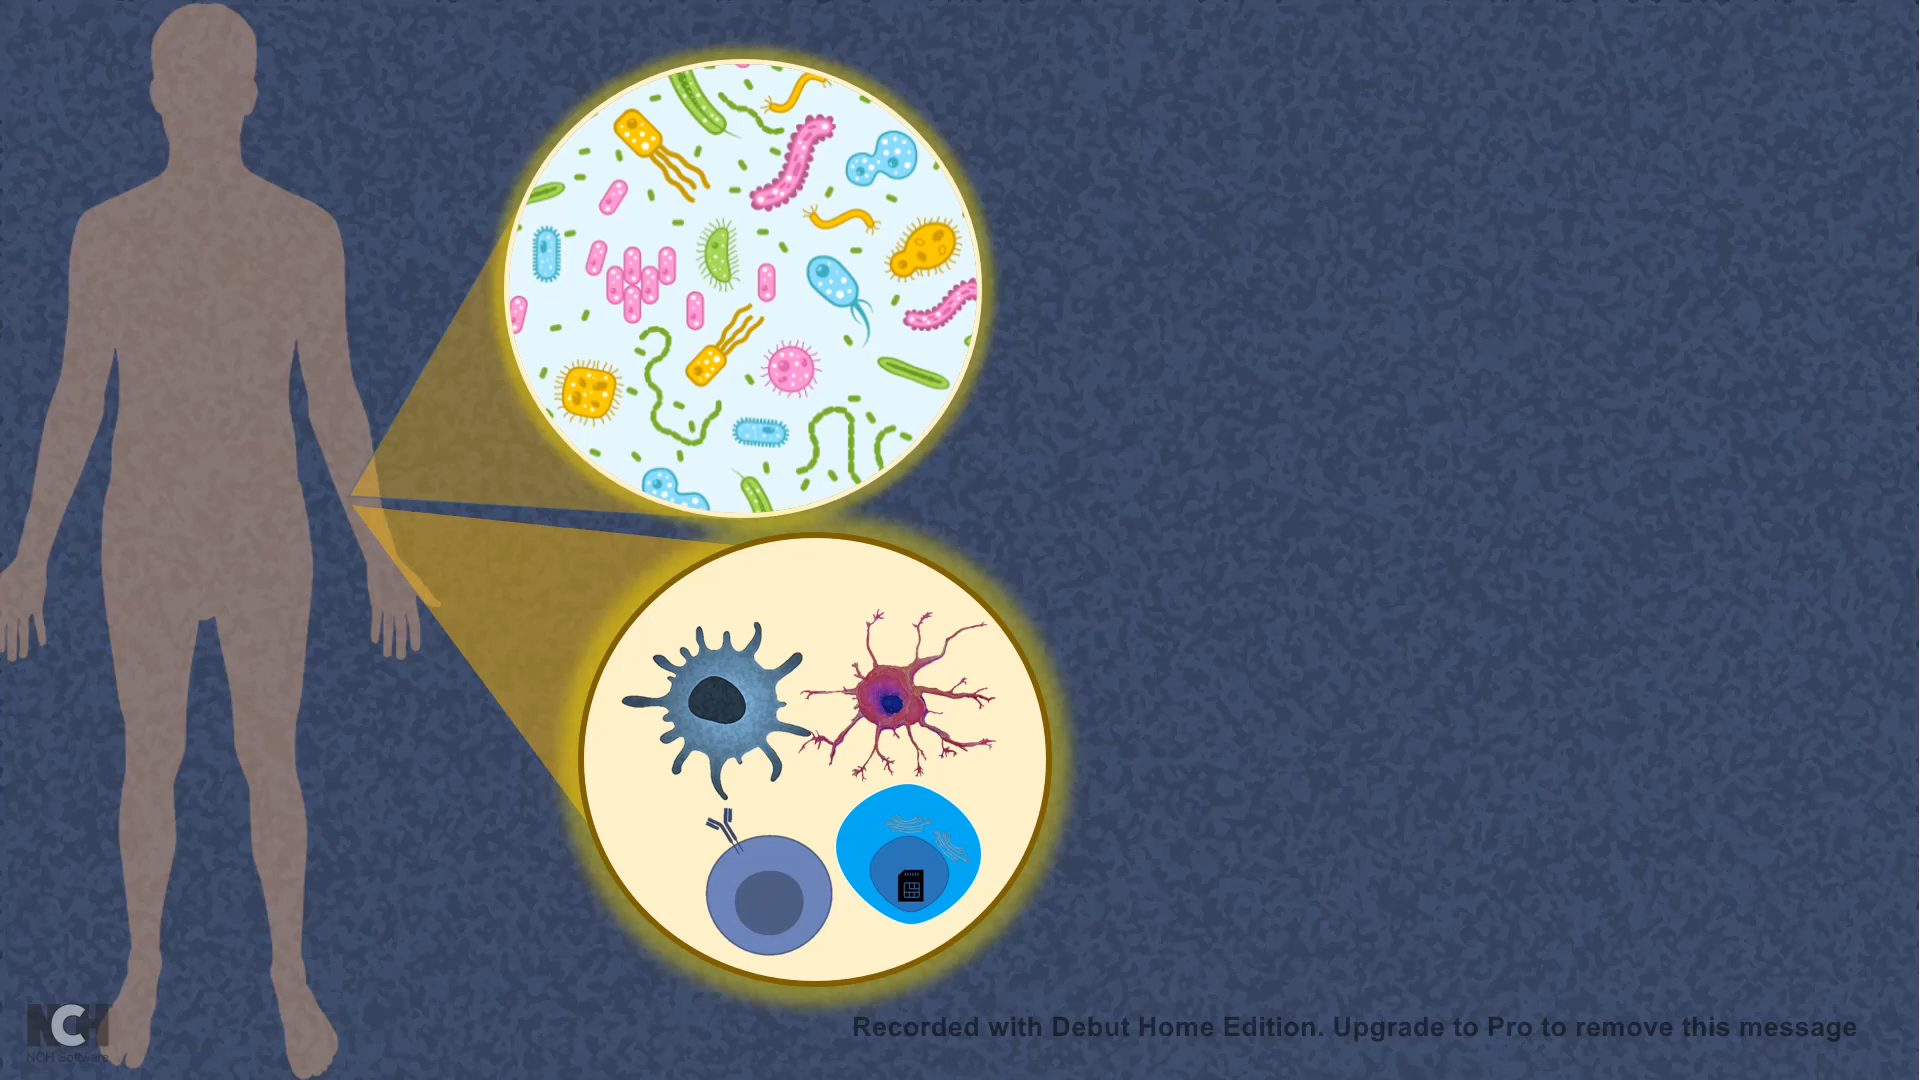 NCH
NCH Software
Recorded with Debut Home Edition. Upgrade to Pro to remove this message